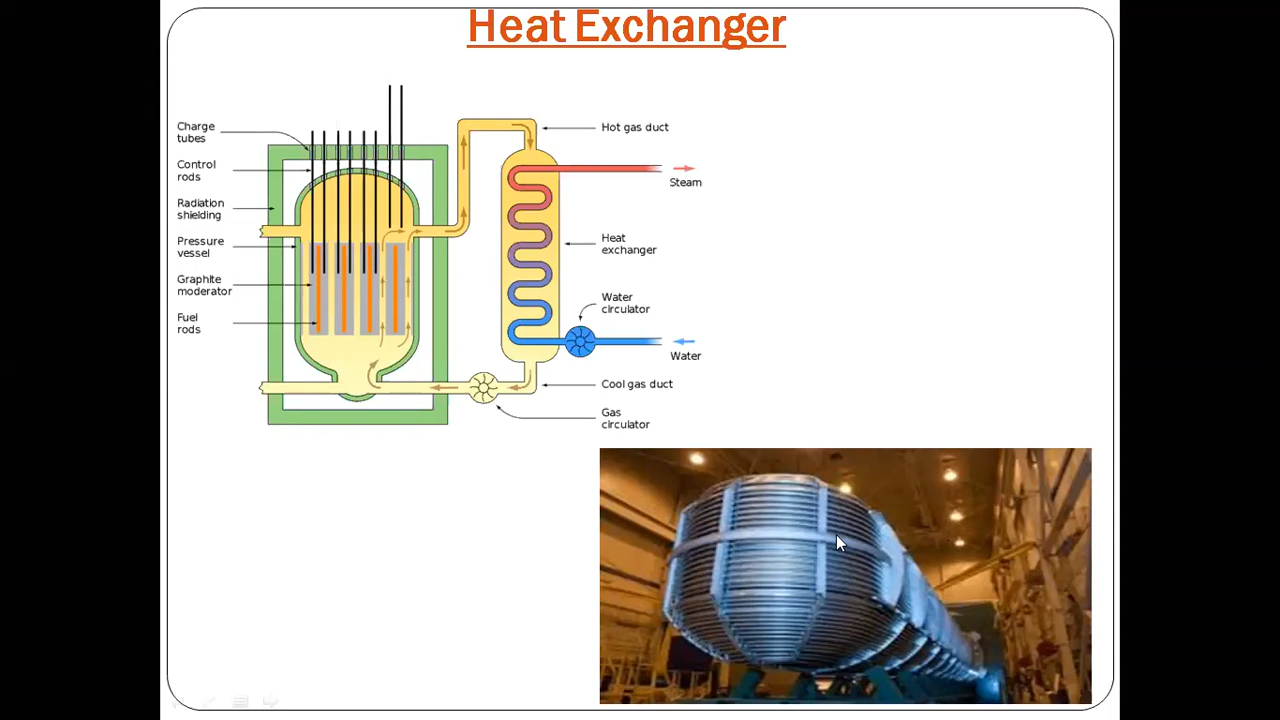 Heat Exchanger
Charge
tubes
Control
rods
Radiation
shielding
Pressure
vessel
Graphite
moderator
Fuel
rods
Hot gas duct
Steam
Heat
exchanger
Water
circulator
Water
Cool gas duct
Gas
circulator